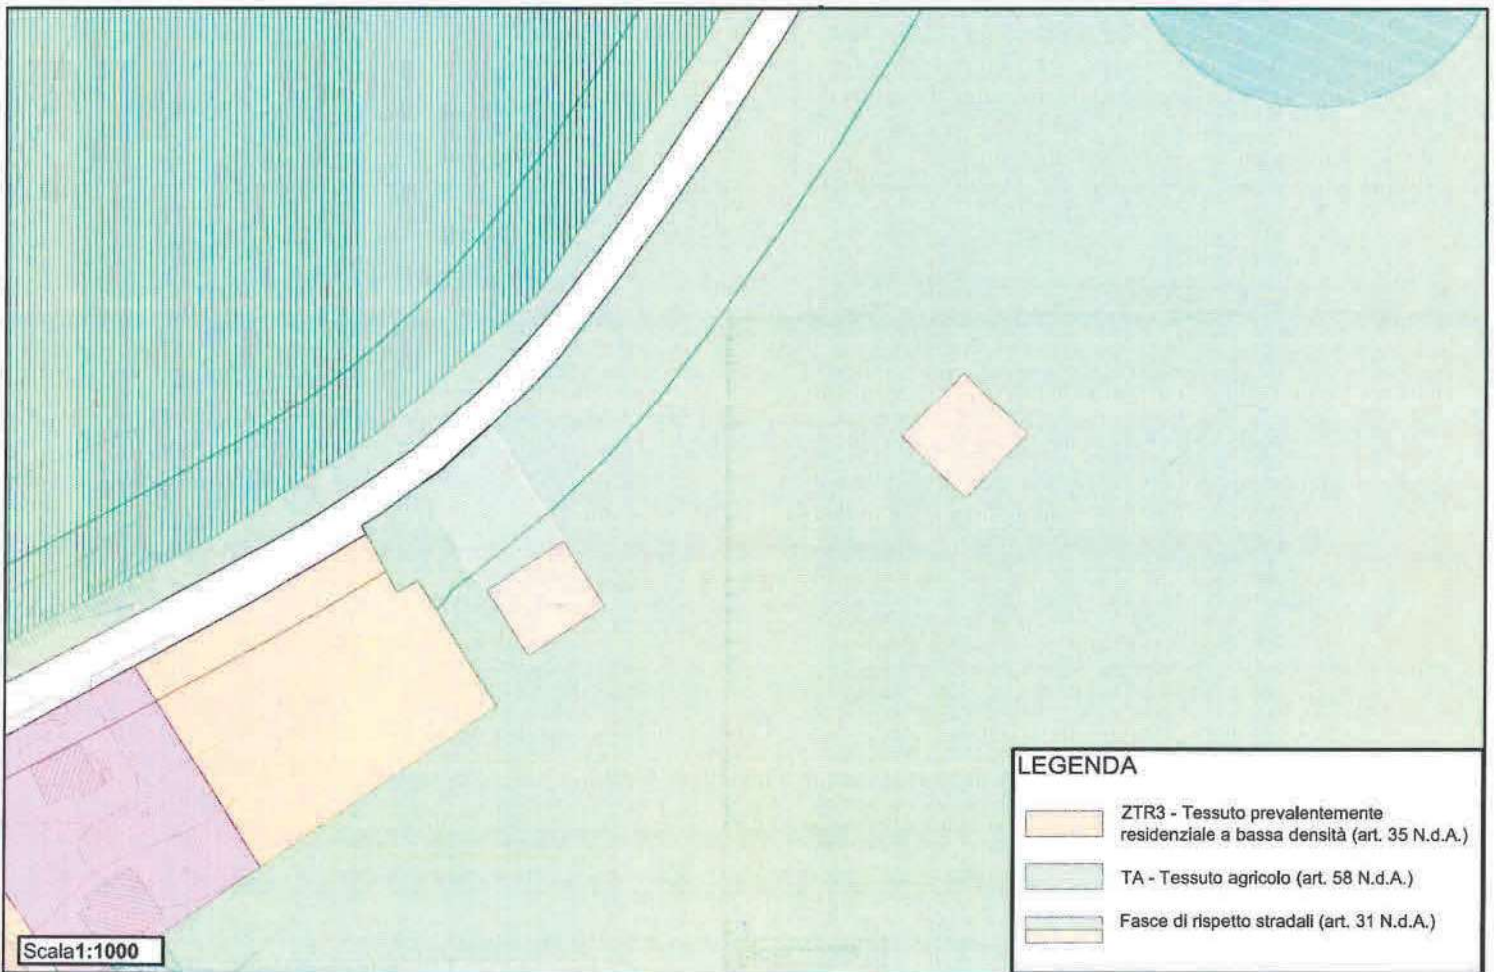 LEGENDA
ZTR3 - Tessuto prevalentemente
residenziale a bassa densità (art. 35 N.d.A.)
TA - Tessuto agricolo (art. 58 N.d.A.)
Fasce di rispetto stradali (art. 31 N.d.A.)
Scala1:1000